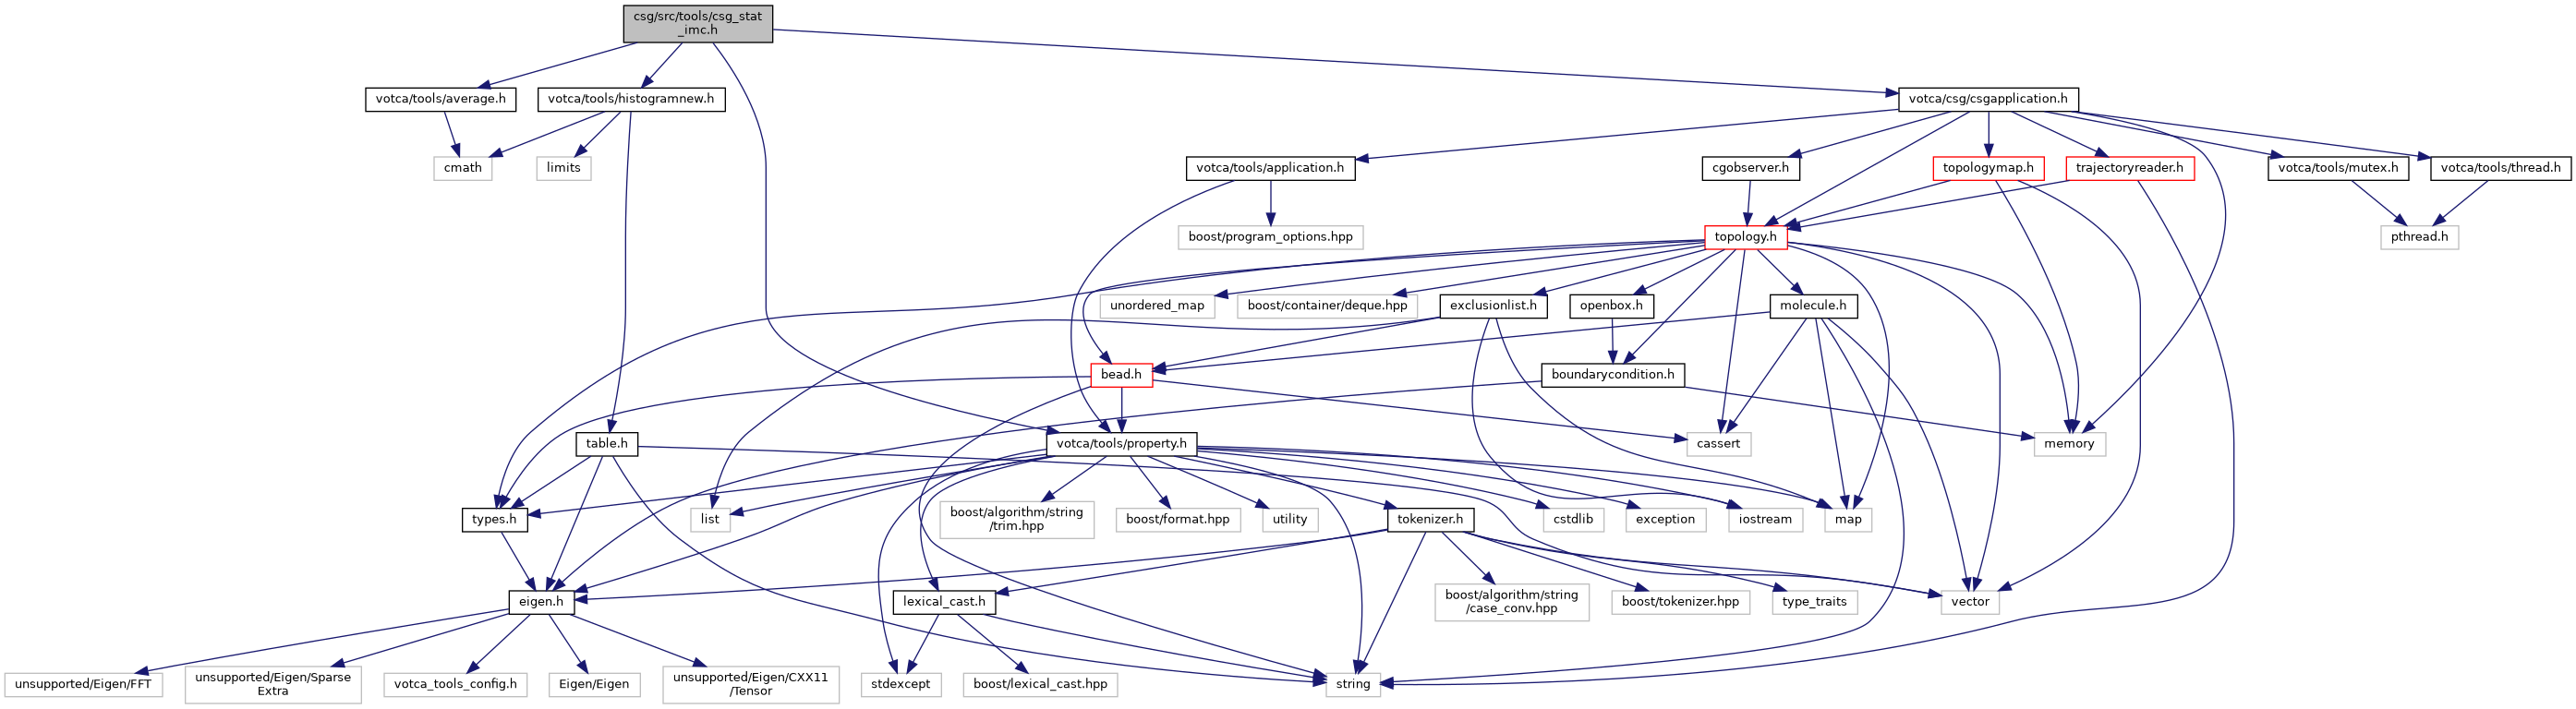 csg/src/tools/csg_stat
_imc.h
votca/tools/average.h
votca/tools/histogramnew.h
votca/csg/csgapplication.h
cmath
limits
votca/tools/application.h
cgobserver.h
topologymap.h
trajectoryreader.h
votca/tools/mutex.h
votca/tools/thread.h
boost/program_options.hpp
topology.h
pthread.h
unordered_map
boost/container/deque.hpp
exclusionlist.h
openbox.h
molecule.h
bead.h
boundarycondition.h
table.h
votca/tools/property.h
cassert
memory
types.h
list
boost/algorithm/string
/trim.hpp
boost/format.hpp
utility
tokenizer.h
cstdlib
exception
iostream
map
eigen.h
lexical_cast.h
boost/algorithm/string
/case_conv.hpp
boost/tokenizer.hpp
type_traits
vector
unsupported/Eigen/FFT
unsupported/Eigen/Sparse
Extra
votca_tools_config.h
Eigen/Eigen
unsupported/Eigen/CXX11
/Tensor
stdexcept
boost/lexical_cast.hpp
string